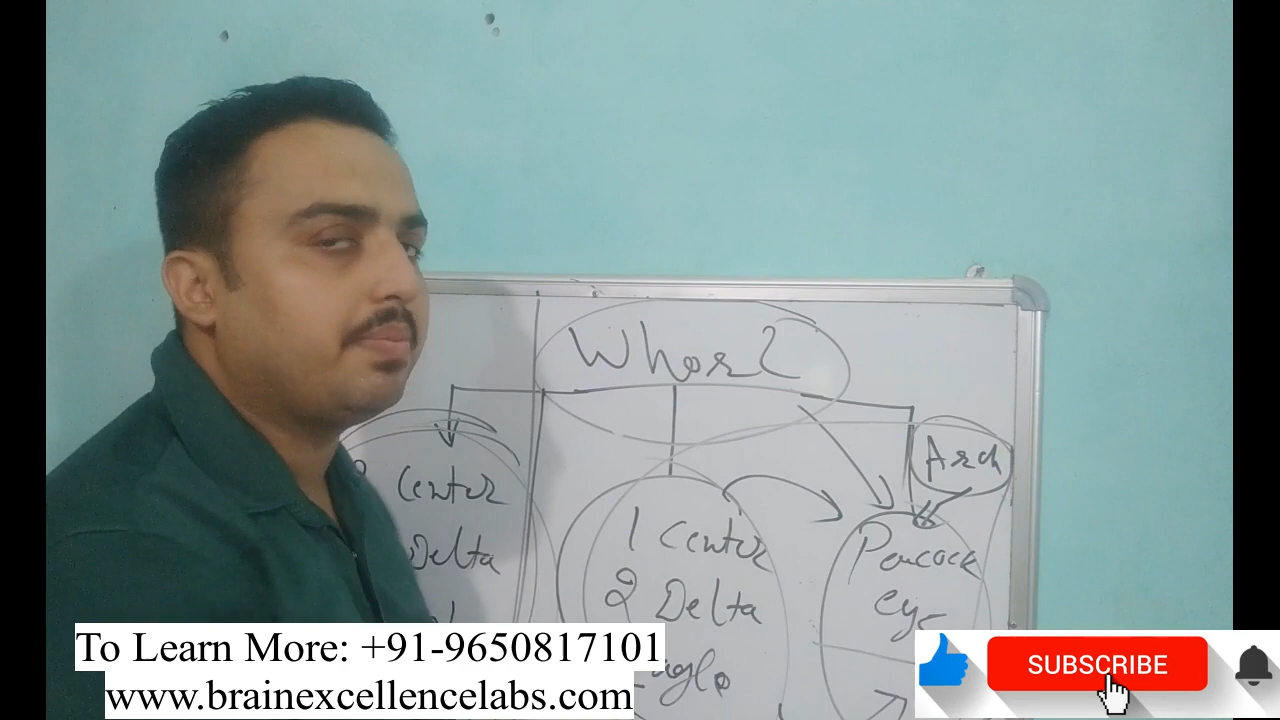 Whorl
Arch
Center
Delta
1 Center
2 Delta
Peacock
eye
To Learn More: +91-9650817101
www.brainexcellencelabs.com
SUBSCRIBE